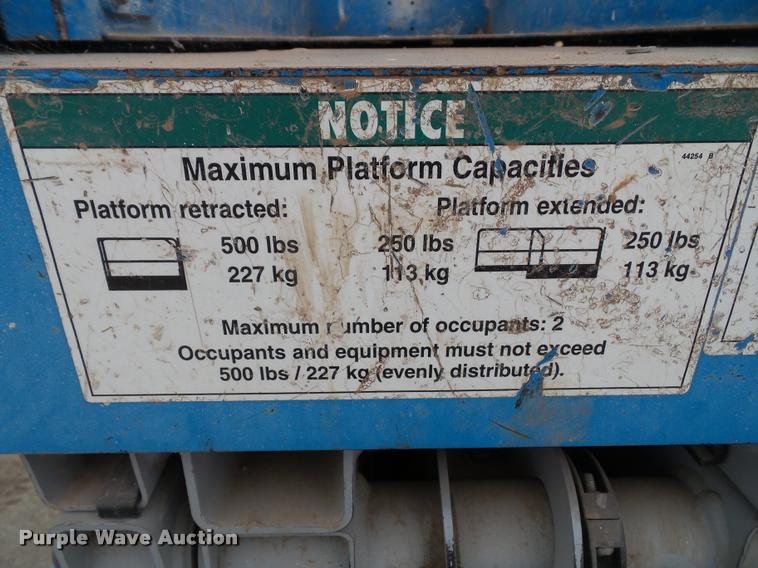 NOTICE
Maximum Platform Capacities
44254 B
Platform retracted: Platform extended:
500 lbs 250 lbs 250 lbs
227 kg 113 kg 113 kg
Maximum number of occupants: 2
Occupants and equipment must not exceed
500 lbs / 227 kg (evenly distributed).
Purple Wave Auction